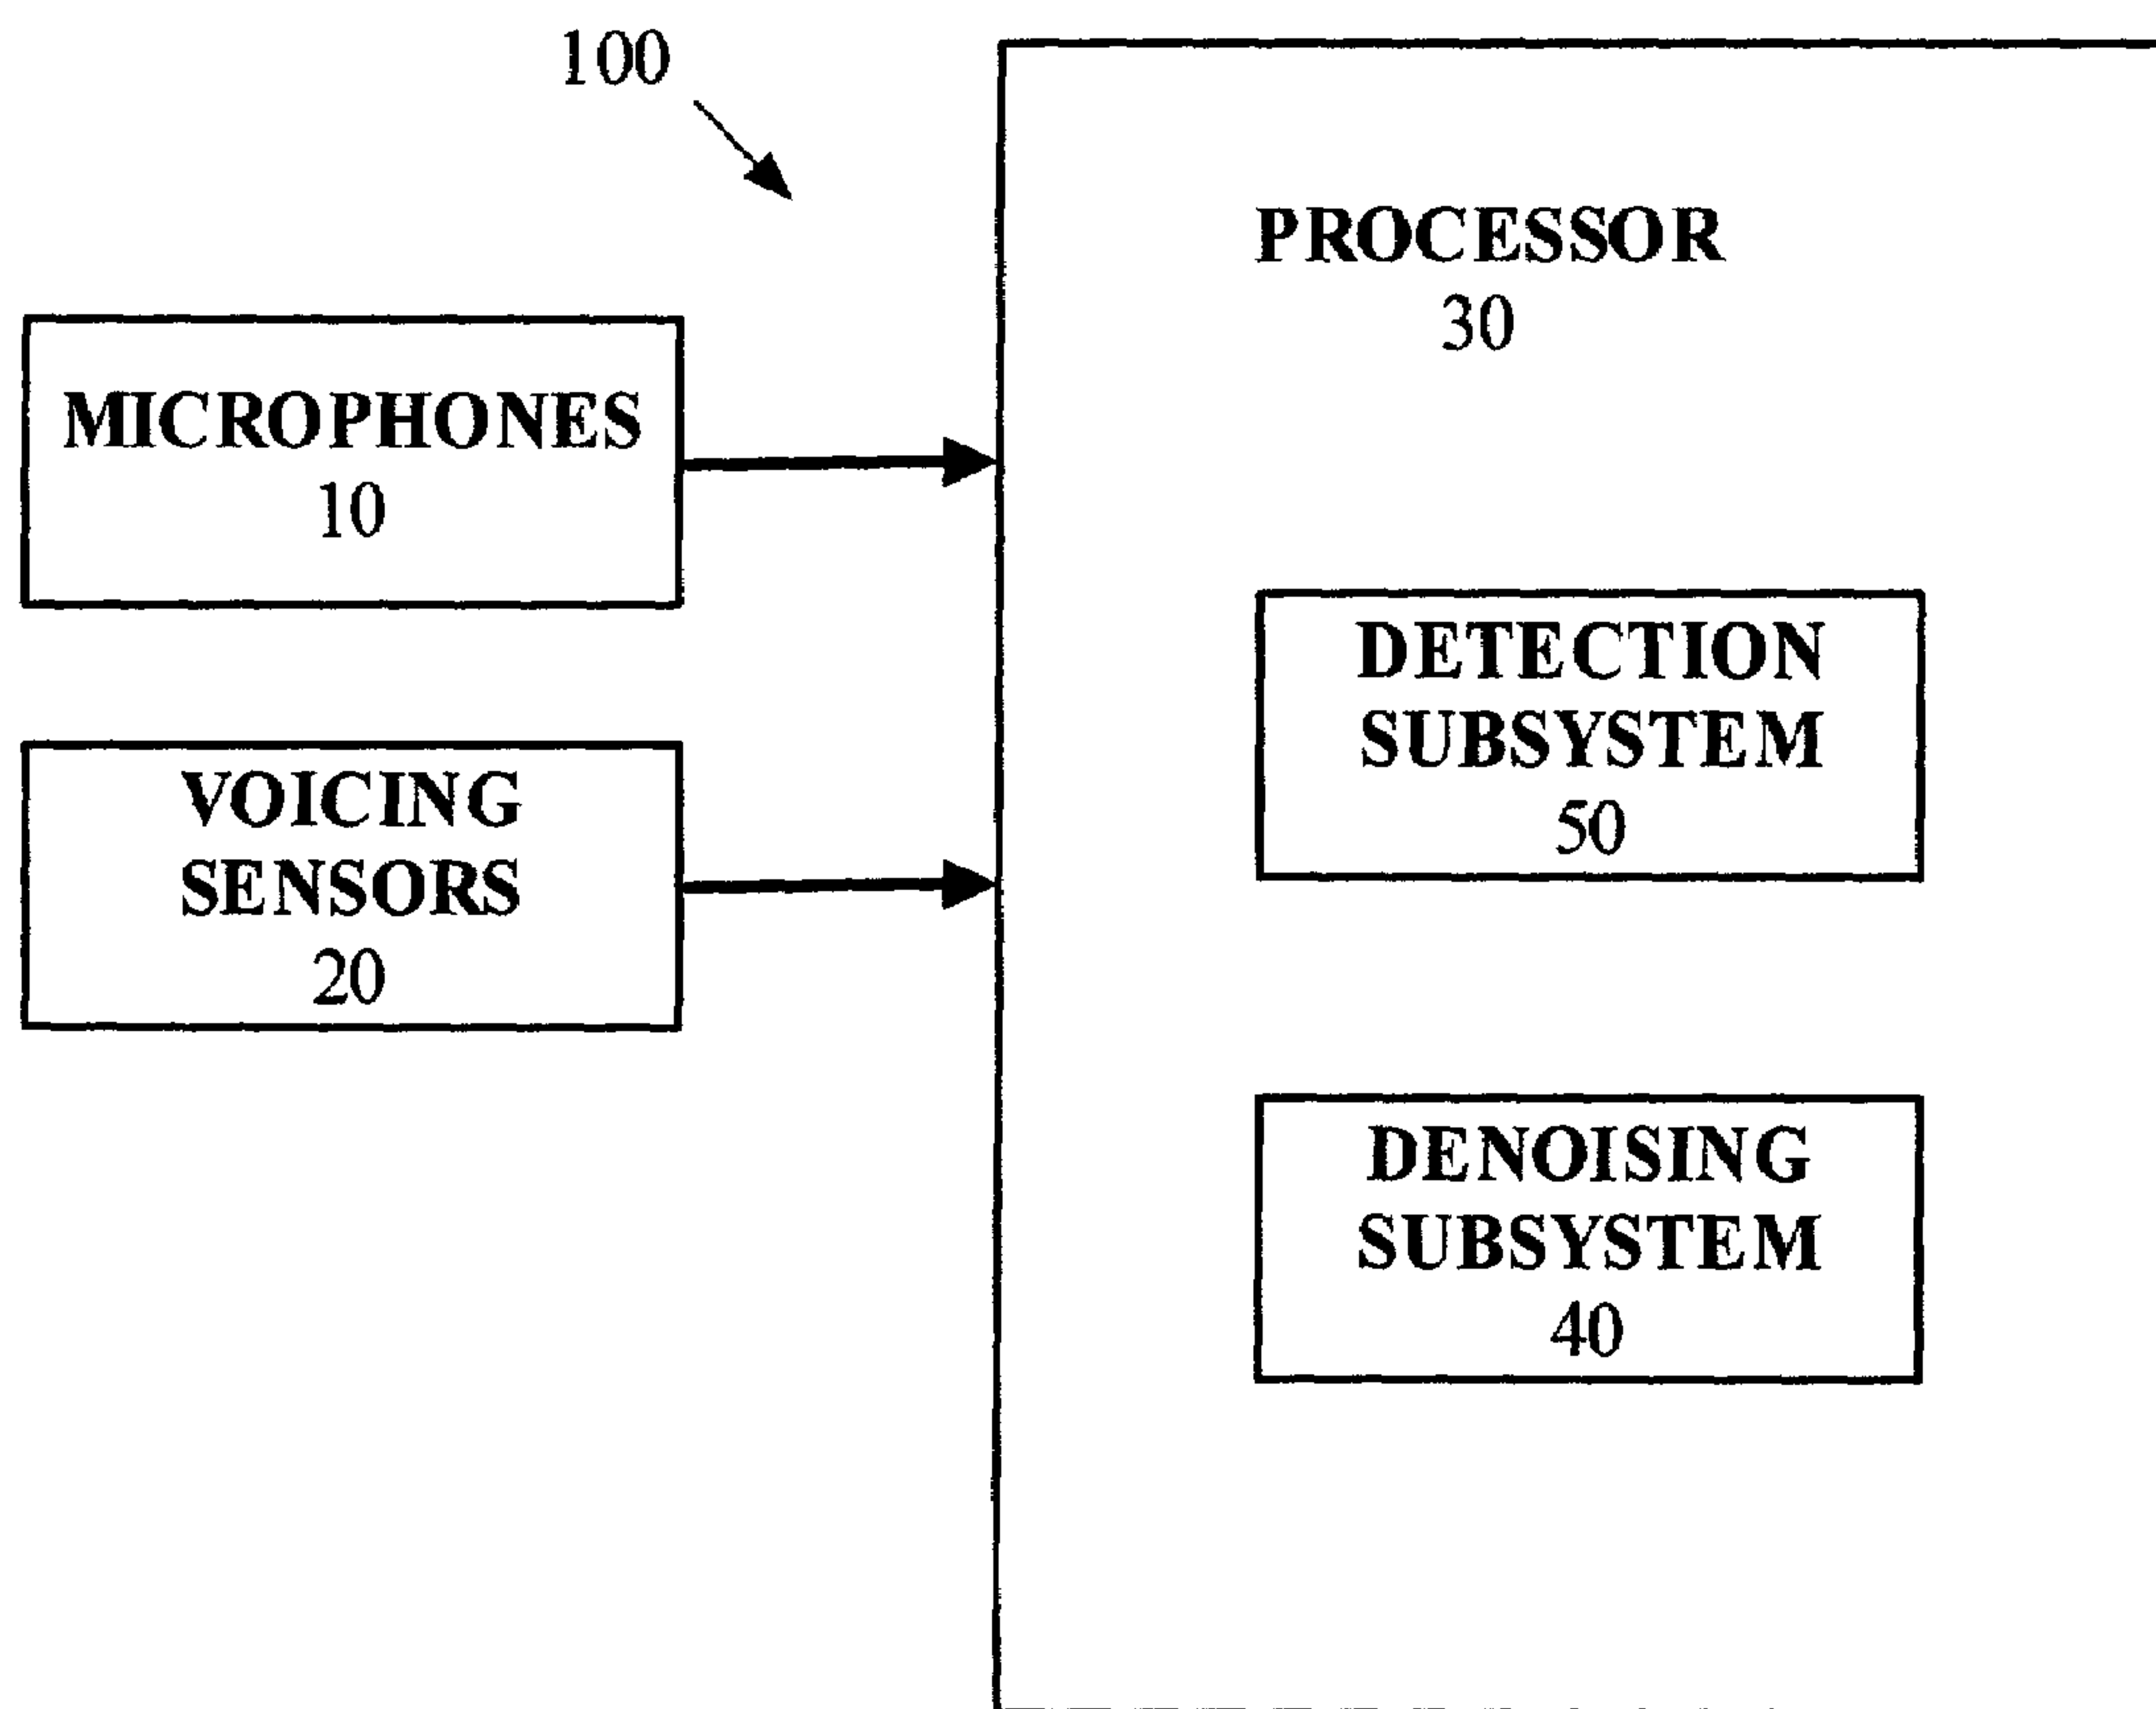 100
PROCESSOR
30
MICROPHONES
10
VOICING
SENSORS
20
DETECTION
SUBSYSTEM
50
DENOISING
SUBSYSTEM
40